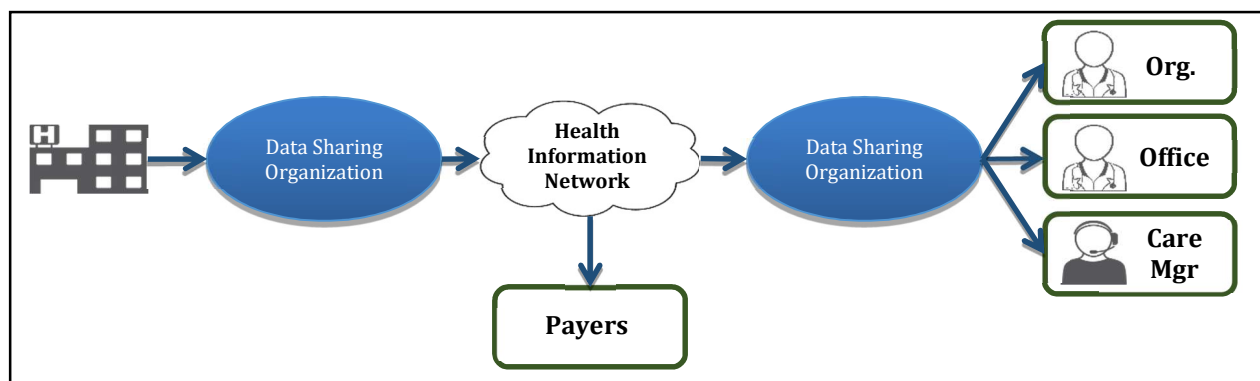 H
Data Sharing
Organization
Health
Information
Network
Data Sharing
Organization
Org.
Office
Care
Mgr
Payers